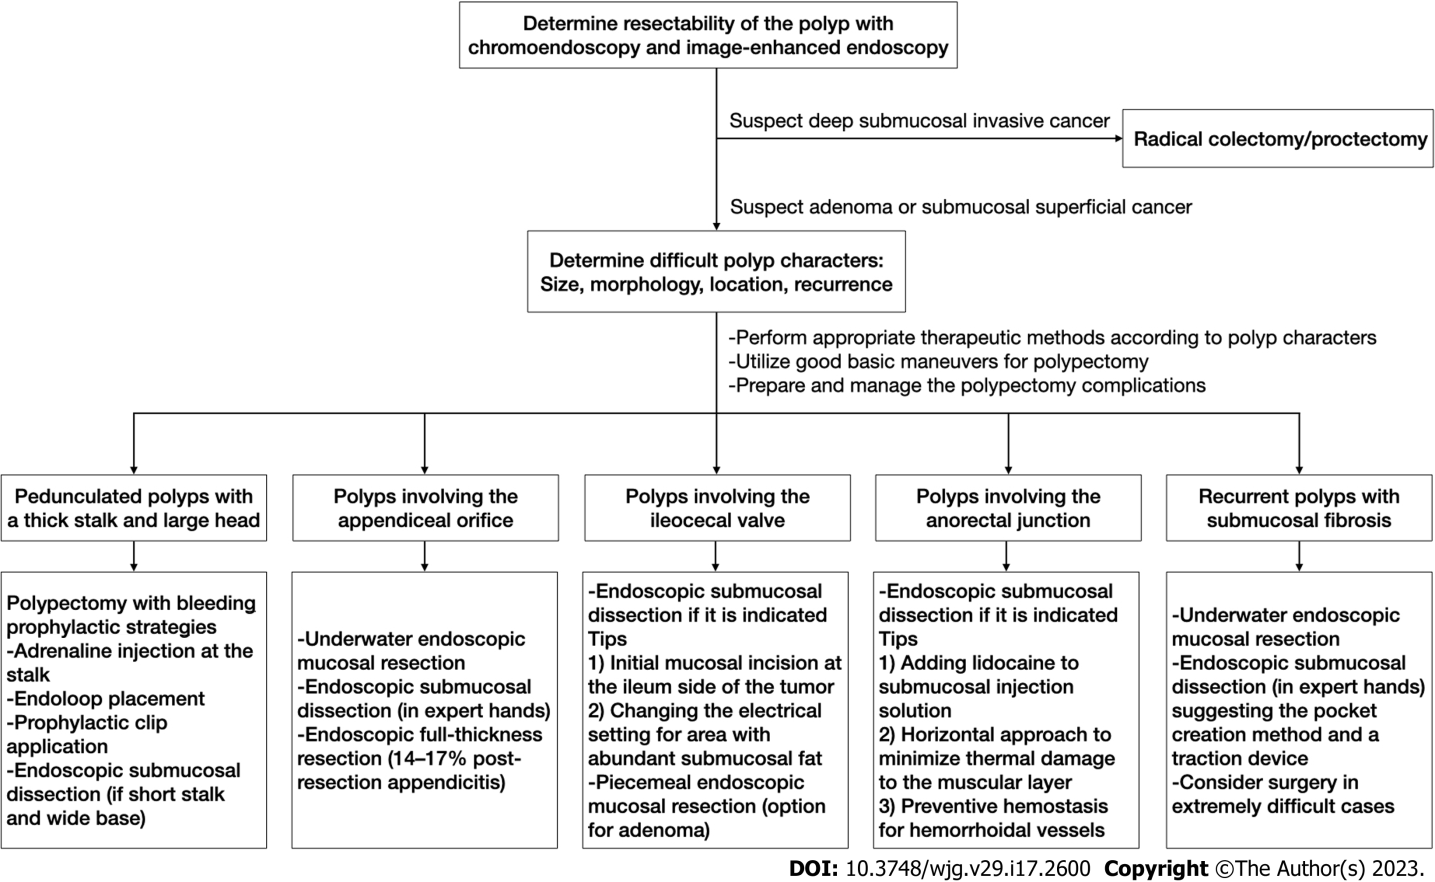 Determine resectability of the polyp with
chromoendoscopy and image-enhanced endoscopy
Suspect deep submucosal invasive cancer
Radical colectomy/proctectomy
Suspect adenoma or submucosal superficial cancer
Determine difficult polyp characters:
Size, morphology, location, recurrence
-Perform appropriate therapeutic methods according to polyp characters
-Utilize good basic maneuvers for polypectomy
-Prepare and manage the polypectomy complications
Pedunculated polyps with
a thick stalk and large head
Polyps involving the
appendiceal orifice
Polyps involving the
ileocecal valve
Polyps involving the
anorectal junction
Recurrent polyps with
submucosal fibrosis
Polypectomy with bleeding
prophylactic strategies
-Adrenaline injection at the
stalk
-Endoloop placement
-Prophylactic clip
application
-Endoscopic submucosal
dissection (if short stalk
and wide base)
-Underwater endoscopic
mucosal resection
-Endoscopic submucosal
dissection (in expert hands)
-Endoscopic full-thickness
resection (14–17% post-
resection appendicitis)
-Endoscopic submucosal
dissection if it is indicated
Tips
1) Initial mucosal incision at
the ileum side of the tumor
2) Changing the electrical
setting for area with
abundant submucosal fat
-Piecemeal endoscopic
mucosal resection (option
for adenoma)
-Endoscopic submucosal
dissection if it is indicated
Tips
1) Adding lidocaine to
submucosal injection
solution
2) Horizontal approach to
minimize thermal damage
to the muscular layer
3) Preventive hemostasis
for hemorrhoidal vessels
-Underwater endoscopic
mucosal resection
-Endoscopic submucosal
dissection (in expert hands)
suggesting the pocket
creation method and a
traction device
-Consider surgery in
extremely difficult cases
DOI: 10.3748/wjg.v29.i17.2600 Copyright ©The Author(s) 2023.